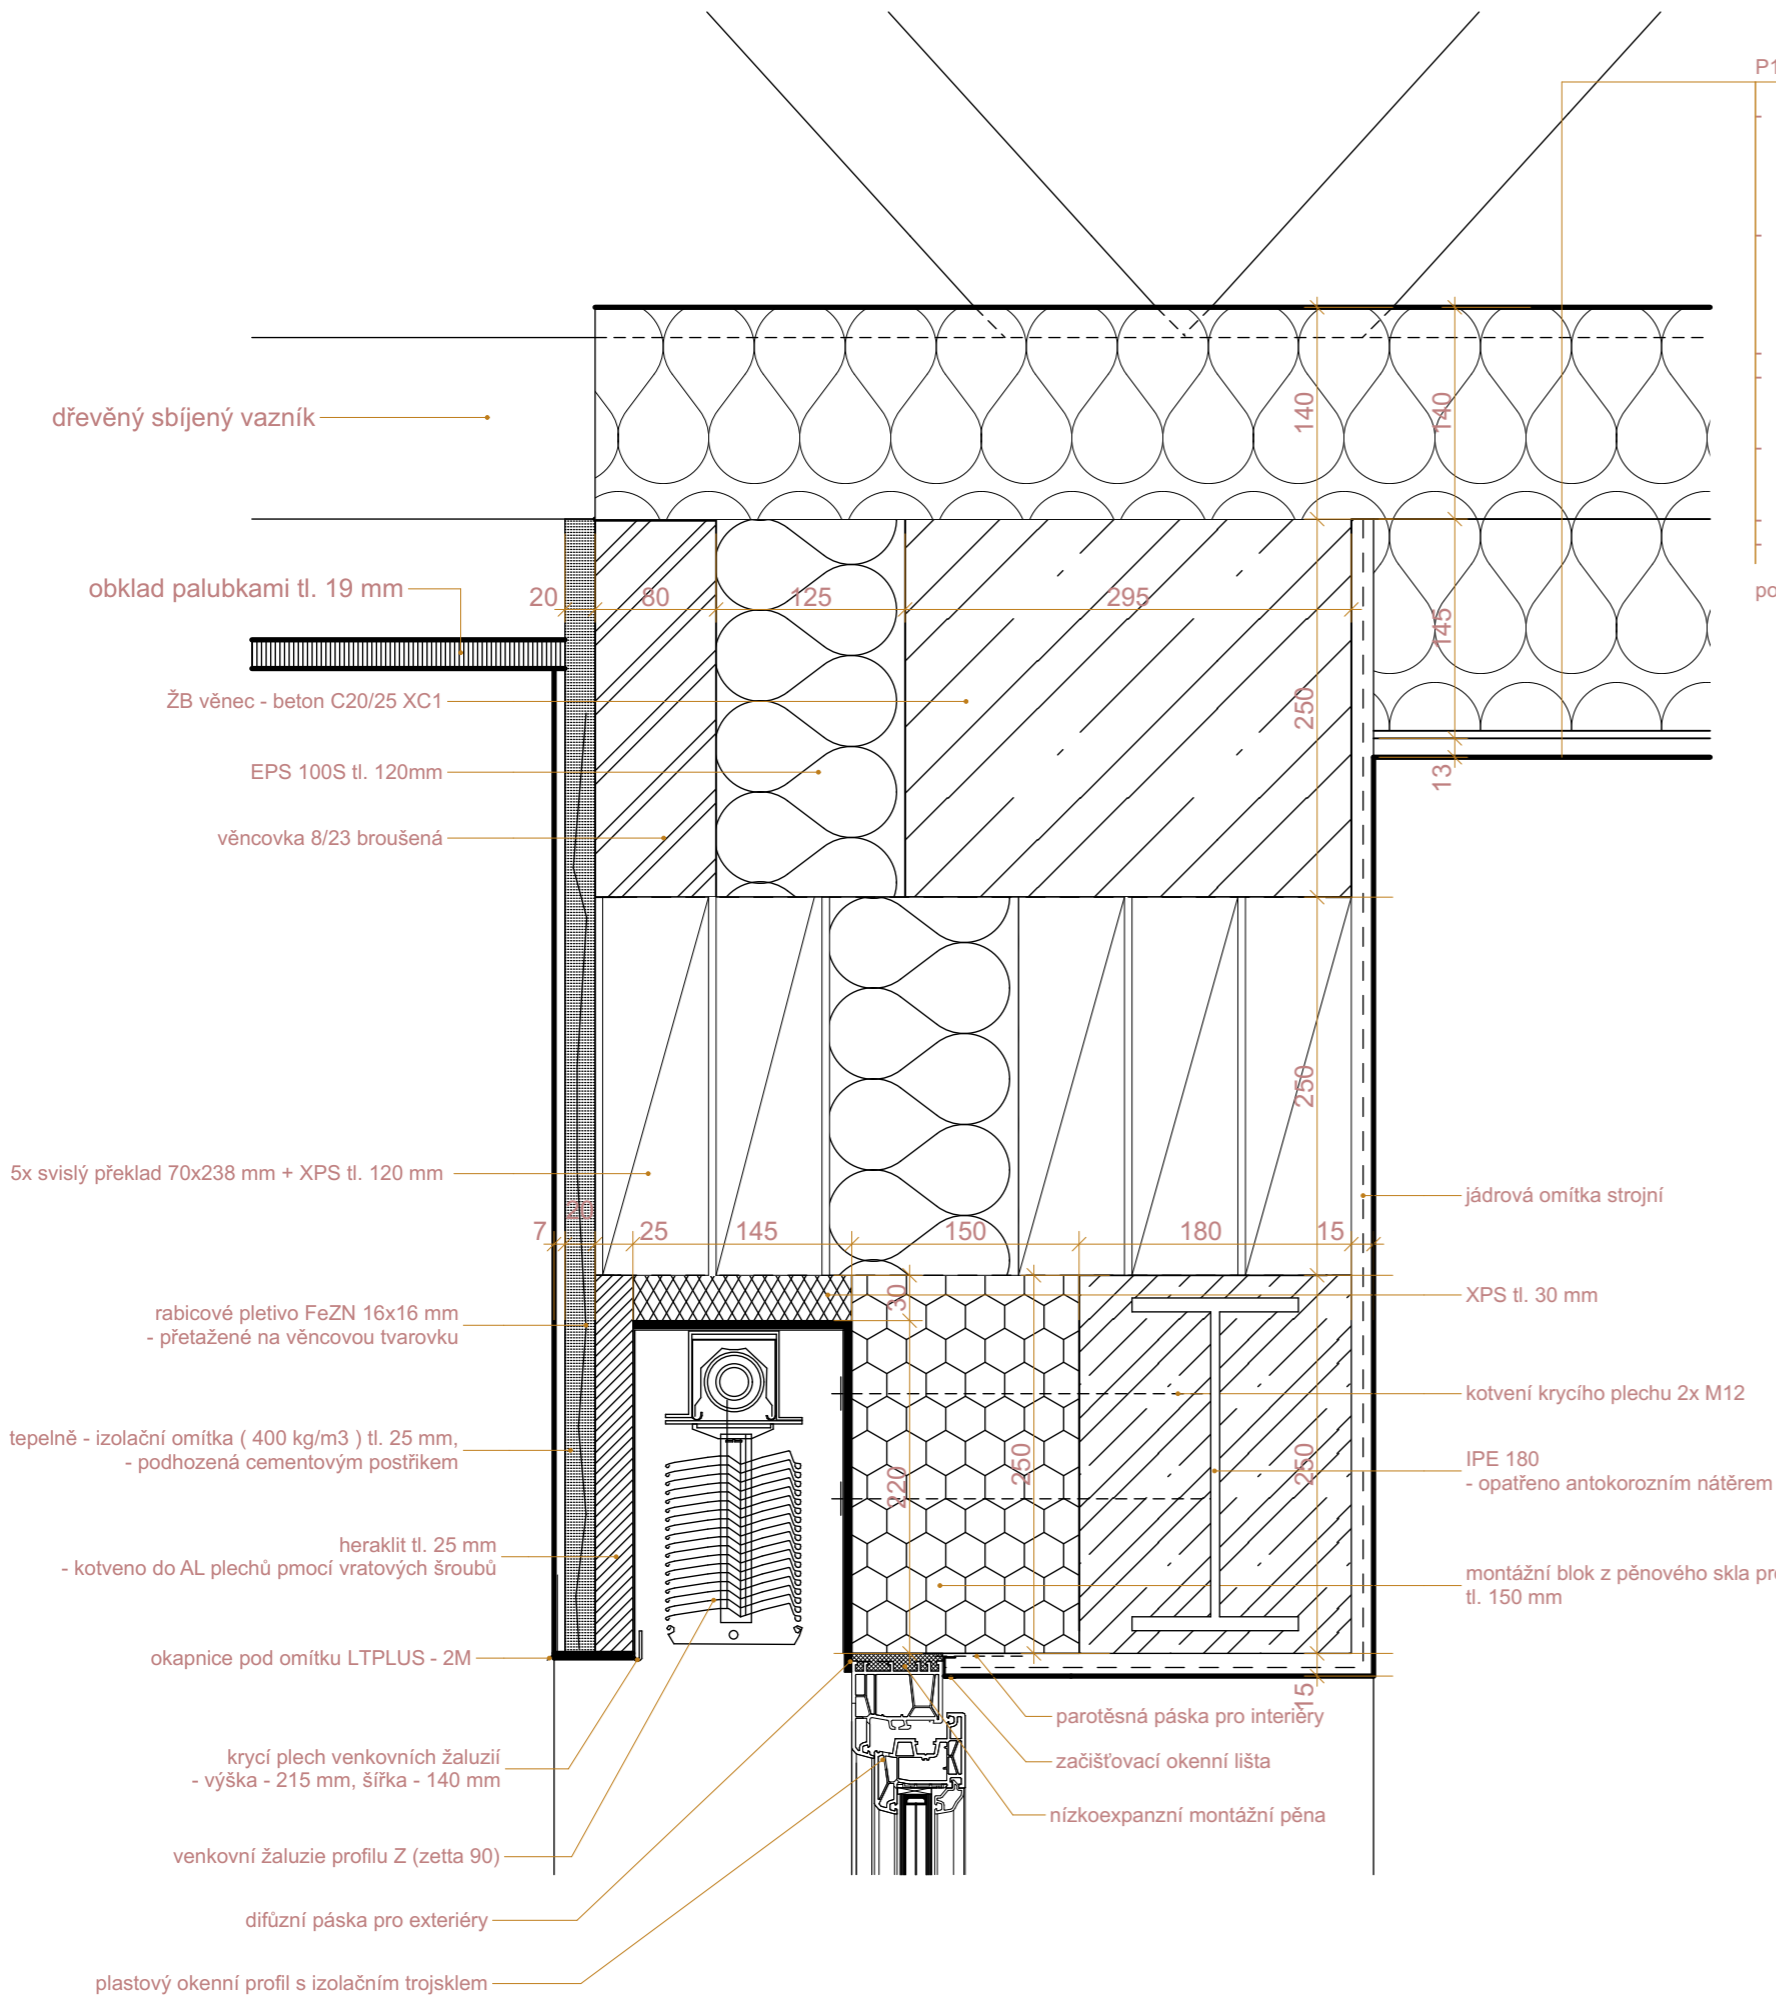 P1
dřevěný sbíjený vazník
140
140
obklad palubkami tl. 19 mm
20
80
125
295
po
145
ŽB věnec - beton C20/25 XC1
250
EPS 100S tl. 120mm
13
věncovka 8/23 broušená
250
5x svislý překlad 70x238 mm + XPS tl. 120 mm
jádrová omítka strojní
20
7
25
145
150
180
15
rabicové pletivo FeZN 16x16 mm
- přetažené na věncovou tvarovku
30
XPS tl. 30 mm
kotvení krycího plechu 2x M12
tepelně - izolační omítka ( 400 kg/m3 ) tl. 25 mm,
- podhozená cementovým postřikem
220
250
250
IPE 180
- opatřeno antokorozním nátěrem
heraklit tl. 25 mm
- kotveno do AL plechů pmocí vratových šroubů
montážní blok z pěnového skla pro
tl. 150 mm
okapnice pod omítku LTPLUS - 2M
15
parotěsná páska pro interiéry
krycí plech venkovních žaluzií
- výška - 215 mm, šířka - 140 mm
začišťovací okenní lišta
nízkoexpanzní montážní pěna
venkovní žaluzie profilu Z (zetta 90)
difůzní páska pro exteriéry
plastový okenní profil s izolačním trojsklem